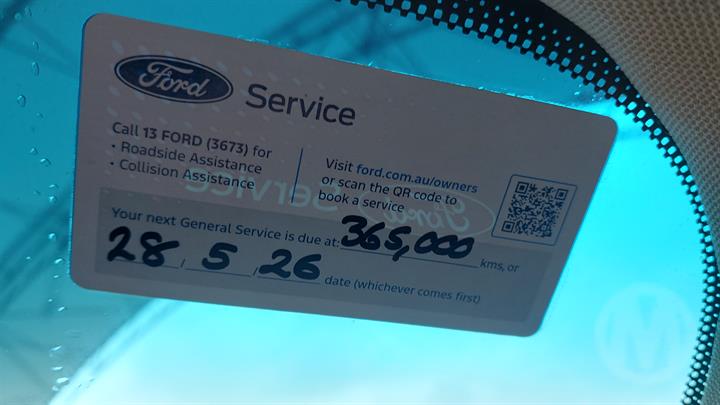 Ford Service
Call 13 FORD (3673) for
• Roadside Assistance
• Collision Assistance
Visit ford.com.au/owners
or scan the QR code to
book a service
Your next General Service is due at: 365,000 kms, or
28 / 5 / 26 date (whichever comes first)
Ford Service
M